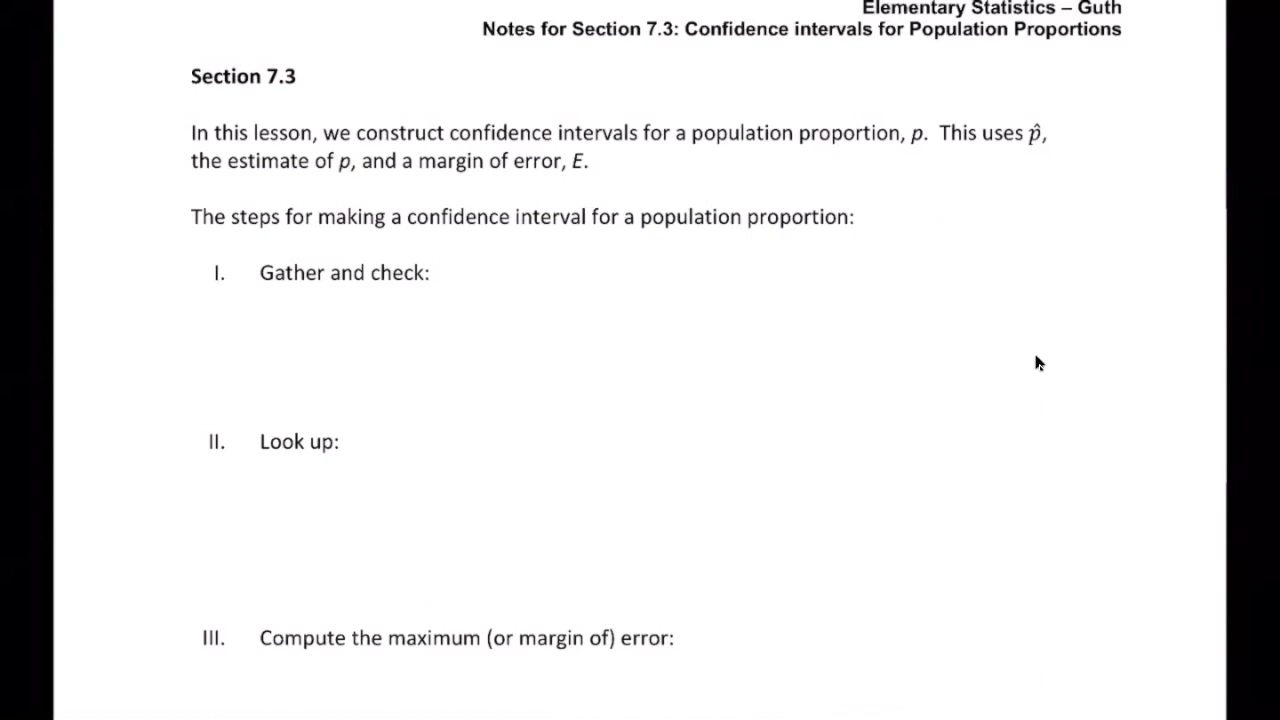 Elementary Statistics – Guth
Notes for Section 7.3: Confidence intervals for Population Proportions
Section 7.3
In this lesson, we construct confidence intervals for a population proportion, p. This uses p̂,
the estimate of p, and a margin of error, E.
The steps for making a confidence interval for a population proportion:
I. Gather and check:
II. Look up:
III. Compute the maximum (or margin of) error: